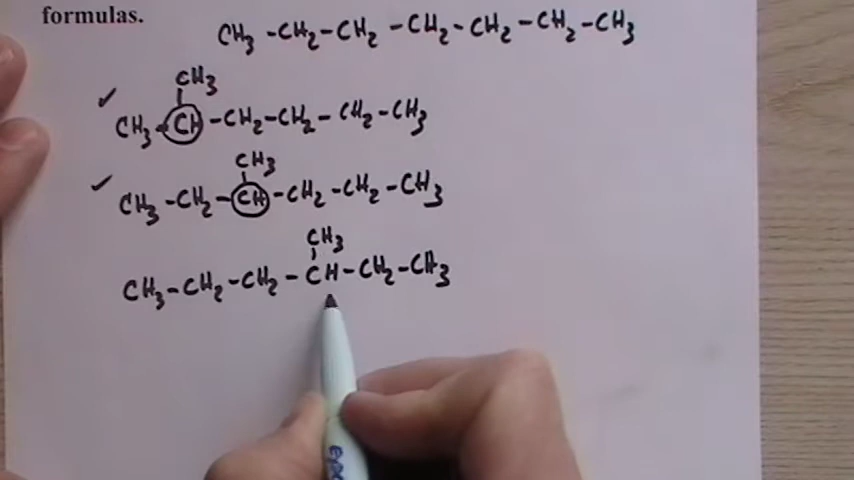 formulas.
CH₃ - CH₂ - CH₂ - CH₂ - CH₂ - CH₂ - CH₃
CH₃
✓ CH₃ - CH - CH₂ - CH₂ - CH₂ - CH₃
CH₃
✓ CH₃ - CH₂ - CH - CH₂ - CH₂ - CH₃
CH₃
CH₃ - CH₂ - CH₂ - CH - CH₂ - CH₃